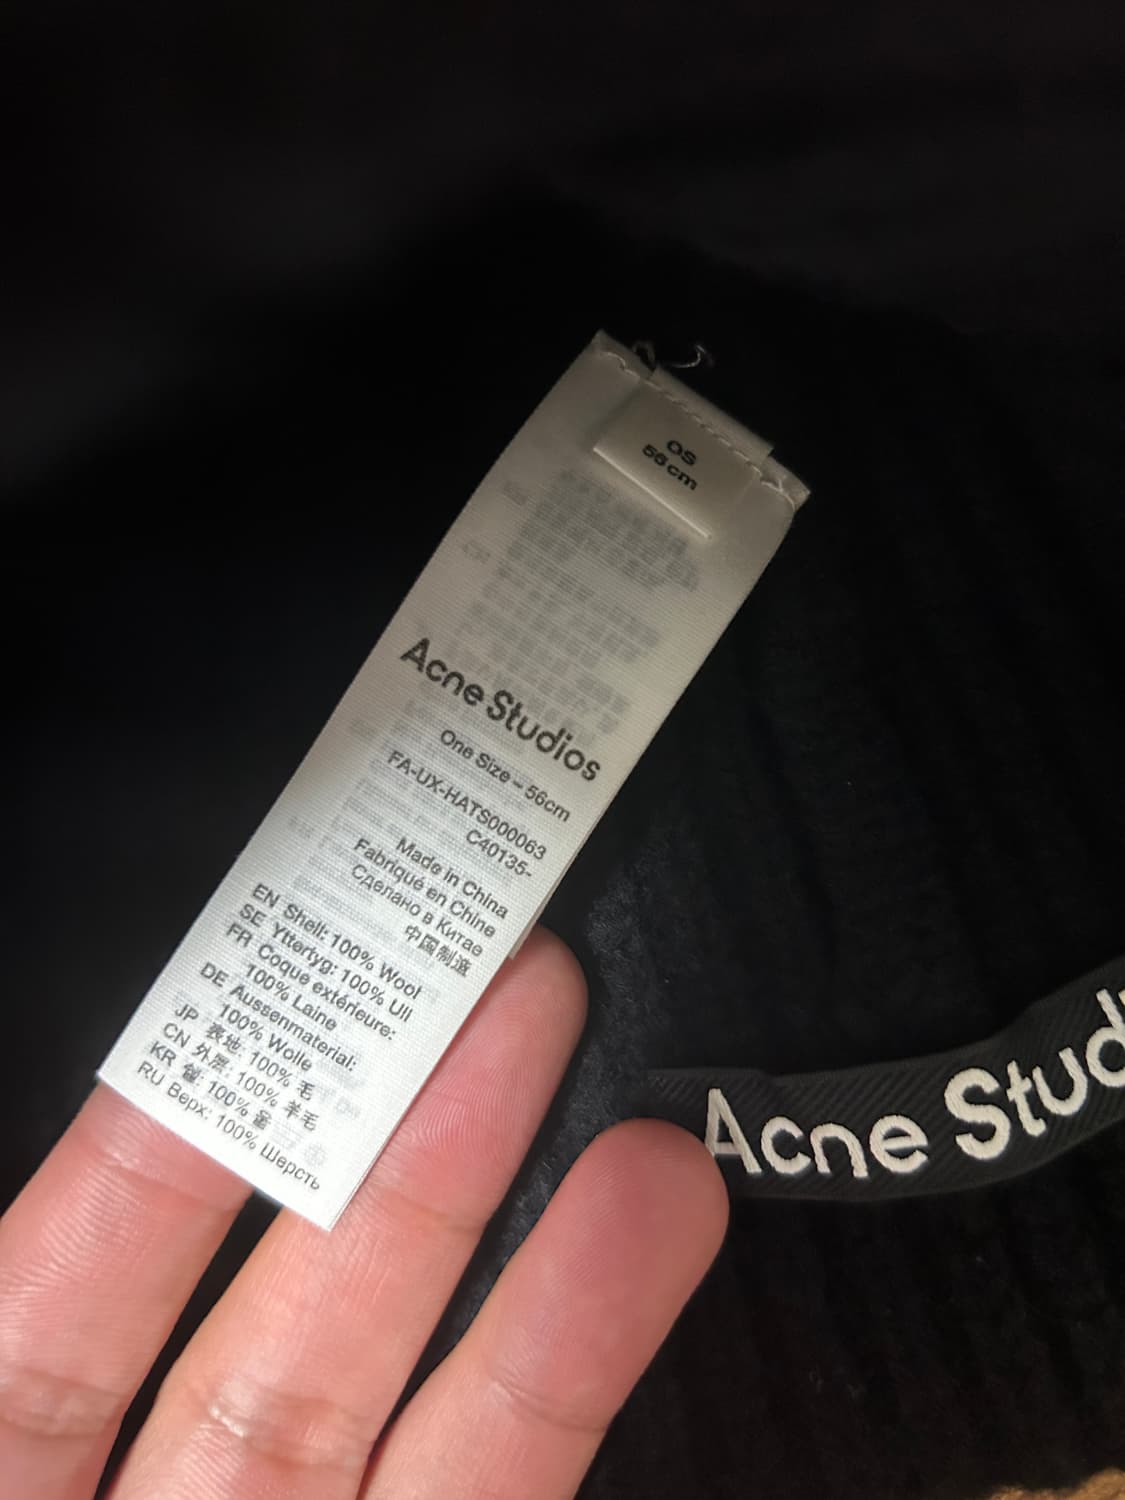 OS
56cm
Acne Studios
One Size – 56cm
FA-UX-HATS000063
C40135-
Made in China
Fabriqué en Chine
Сделано в Китае
中国制造
EN Shell: 100% Wool
SE Yttertyg: 100% Ull
FR Coque extérieure:
100% Laine
DE Aussenmaterial:
100% Wolle
JP 表地: 100% 毛
CN 外层: 100% 羊毛
KR 겉: 100% 울
RU Верх: 100% Шерсть
Acne Stud